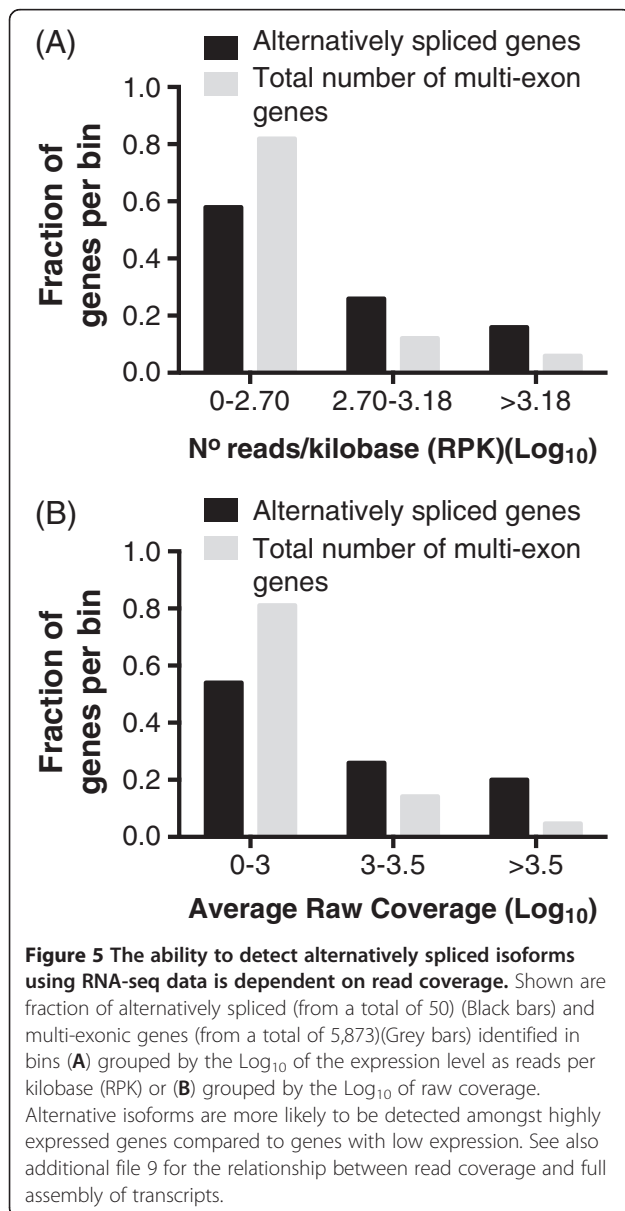 (A)
Alternatively spliced genes
Total number of multi-exon
genes
Fraction of
genes per bin
1.0
0.8
0.6
0.4
0.2
0.0
0-2.70 2.70-3.18 >3.18
Nº reads/kilobase (RPK)(Log10)
(B)
Alternatively spliced genes
Total number of multi-exon
genes
Fraction of
genes per bin
1.0
0.8
0.6
0.4
0.2
0.0
0-3 3-3.5 >3.5
Average Raw Coverage (Log10)
Figure 5 The ability to detect alternatively spliced isoforms
using RNA-seq data is dependent on read coverage. Shown are
fraction of alternatively spliced (from a total of 50) (Black bars) and
multi-exonic genes (from a total of 5,873)(Grey bars) identified in
bins (A) grouped by the Log10 of the expression level as reads per
kilobase (RPK) or (B) grouped by the Log10 of raw coverage.
Alternative isoforms are more likely to be detected amongst highly
expressed genes compared to genes with low expression. See also
additional file 9 for the relationship between read coverage and full
assembly of transcripts.